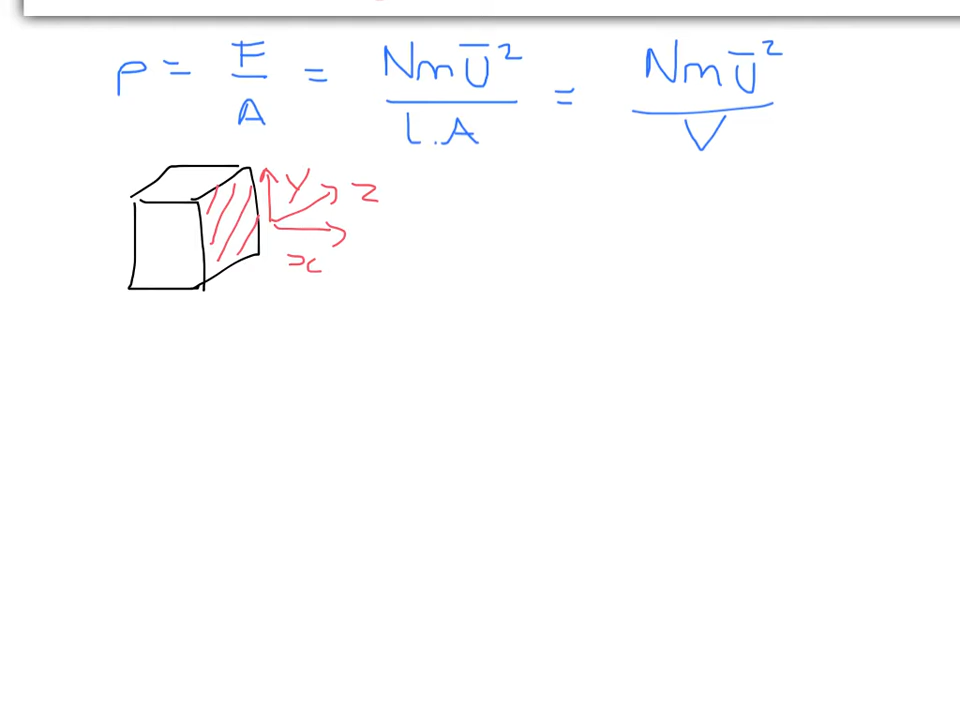 p = F/A = Nmū²/L.A = Nmū²/V
Y
z
x